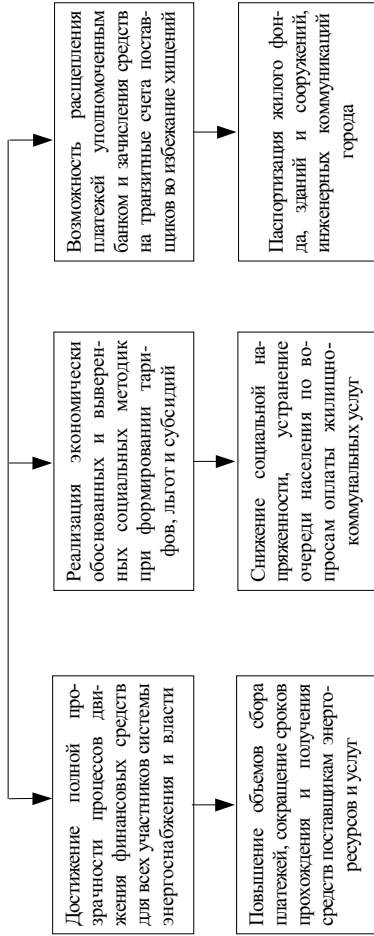 Достижение полной про-
зрачности процессов дви-
жения финансовых средств
для всех участников системы
энергоснабжения и власти
Реализация экономически
обоснованных и выверен-
ных социальных методик
при формировании тари-
фов, льгот и субсидий
Возможность расщепления
платежей уполномоченным
банком и зачисления средств
на транзитные счета постав-
щиков во избежание хищений
Повышение объемов сбора
платежей, сокращение сроков
прохождения и получения
средств поставщикам энерго-
ресурсов и услуг
Снижение социальной на-
пряженности, устранение
очереди населения по во-
просам оплаты жилищно-
коммунальных услуг
Паспортизация жилого фон-
да, зданий и сооружений,
инженерных коммуникаций
города